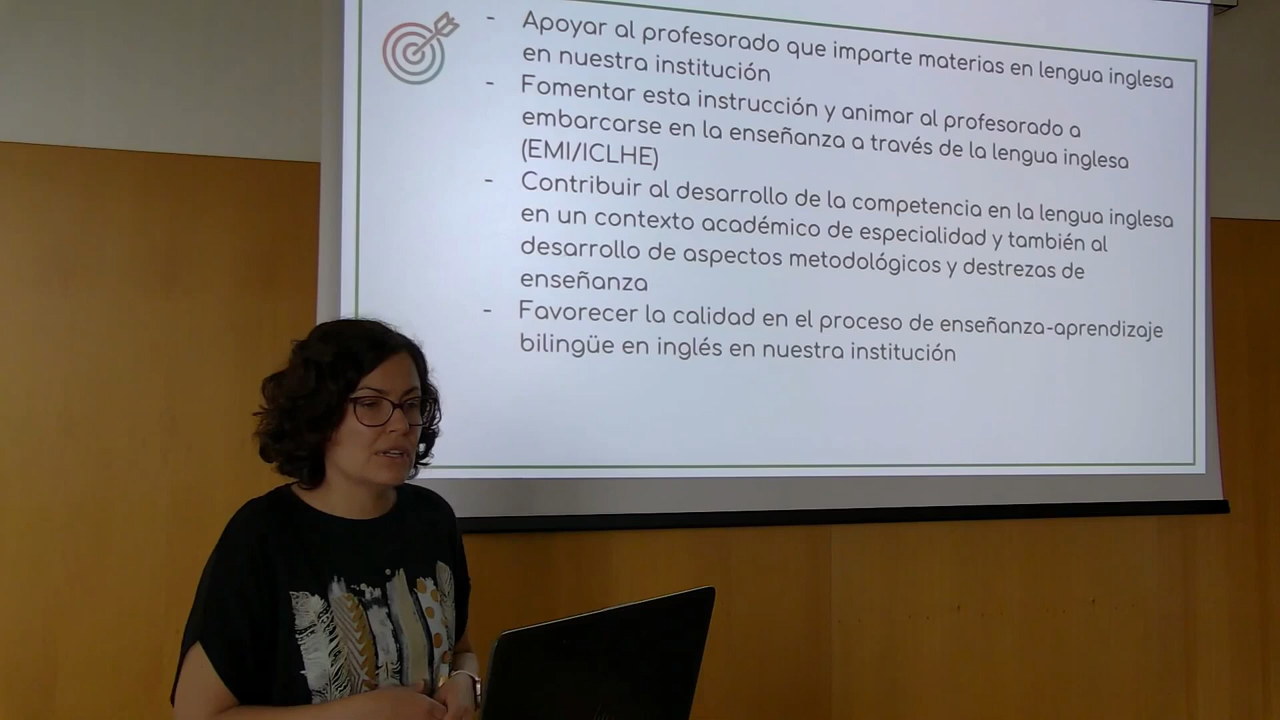 - Apoyar al profesorado que imparte materias en lengua inglesa
en nuestra institución
- Fomentar esta instrucción y animar al profesorado a
embarcarse en la enseñanza a través de la lengua inglesa
(EMI/ICLHE)
- Contribuir al desarrollo de la competencia en la lengua inglesa
en un contexto académico de especialidad y también al
desarrollo de aspectos metodológicos y destrezas de
enseñanza
- Favorecer la calidad en el proceso de enseñanza-aprendizaje
bilingüe en inglés en nuestra institución